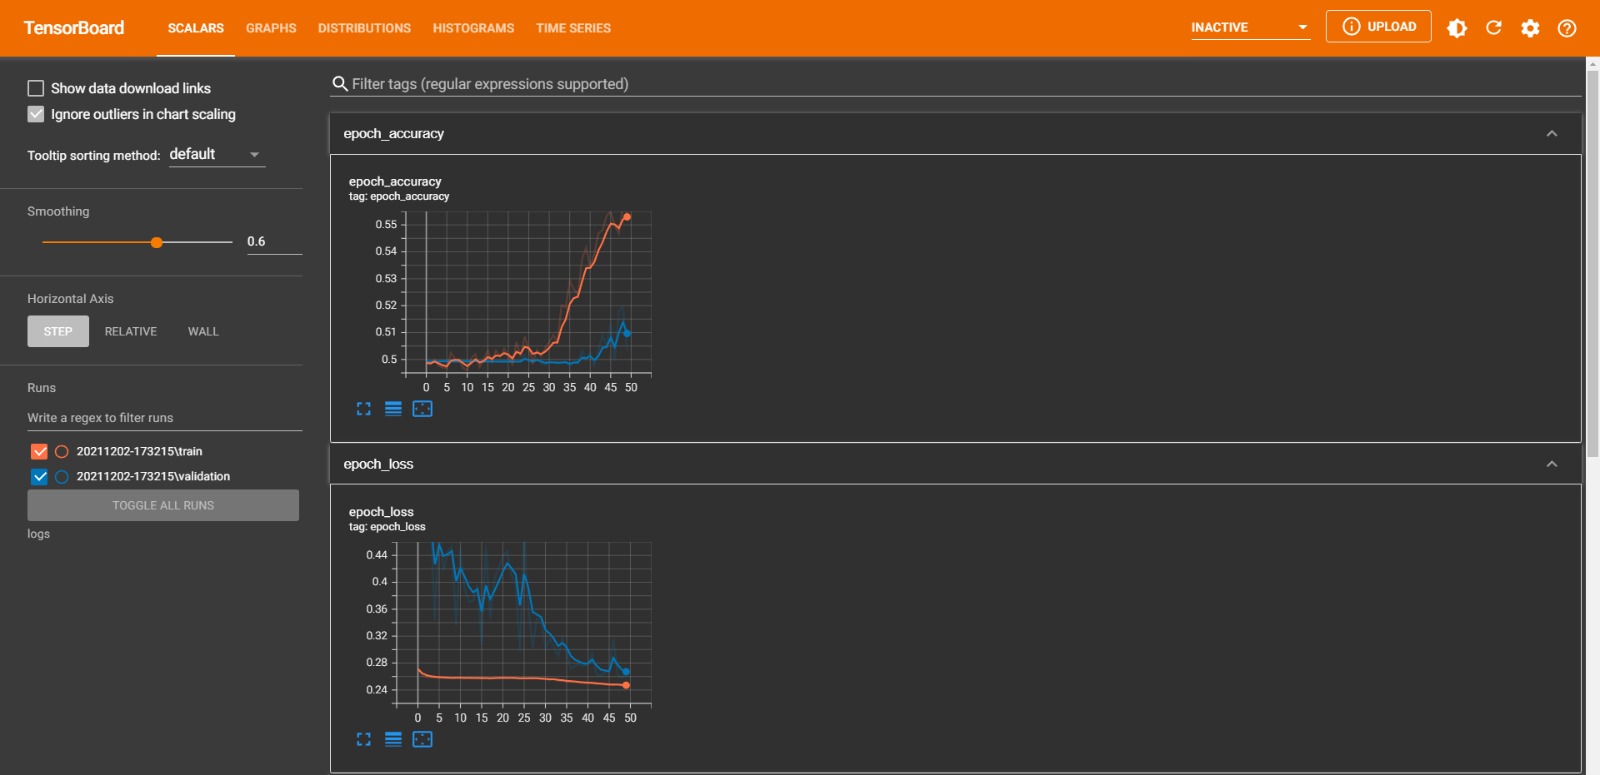 TensorBoard
SCALARS GRAPHS DISTRIBUTIONS HISTOGRAMS TIME SERIES
INACTIVE
UPLOAD
Show data download links
Ignore outliers in chart scaling
Tooltip sorting method: default
Smoothing
0.6
Horizontal Axis
STEP RELATIVE WALL
Runs
Write a regex to filter runs
20211202-173215\train
20211202-173215\validation
TOGGLE ALL RUNS
logs
Filter tags (regular expressions supported)
epoch_accuracy
epoch_accuracy
tag: epoch_accuracy
0.55
0.54
0.53
0.52
0.51
0.5
0 5 10 15 20 25 30 35 40 45 50
epoch_loss
epoch_loss
tag: epoch_loss
0.44
0.4
0.36
0.32
0.28
0.24
0 5 10 15 20 25 30 35 40 45 50